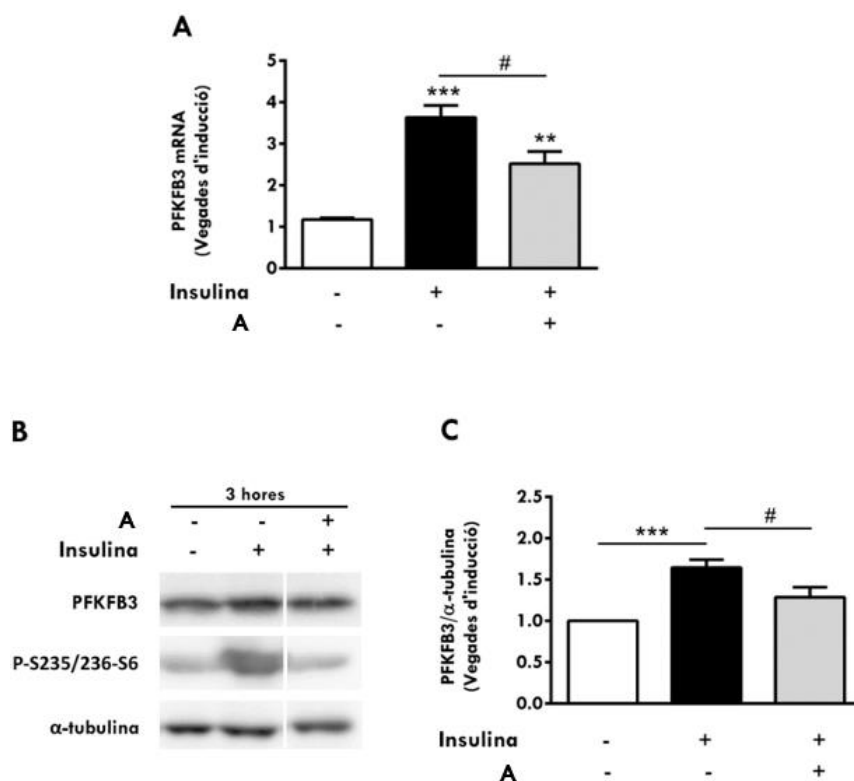 A
PFKFB3 mRNA
(Vegades d'inducció)
5
4
3
2
1
0
***
#
**
Insulina - + +
A - - +
B
3 hores
A - - +
Insulina - + +
PFKFB3
P-S235/236-S6
α-tubulina
C
PFKFB3/α-tubulina
(Vegades d'inducció)
2.5
2.0
1.5
1.0
0.5
0.0
***
#
Insulina - + +
A - - +